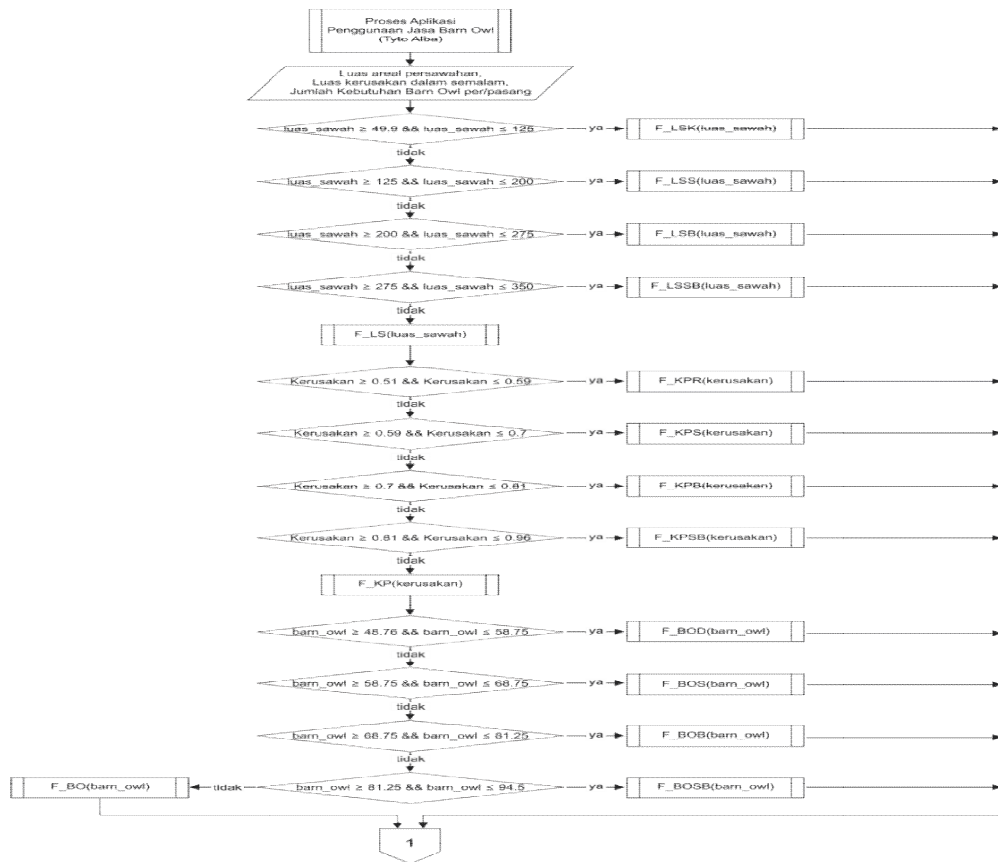 Proses Aplikasi
Penggunaan Jasa Barn Owl
(Tyto Alba)
Luas areal persawahan,
Luas kerusakan dalam semalam,
Jumlah Kebutuhan Barn Owl per/pasang
luas_sawah ≥ 49.9 && luas_sawah ≤ 125
ya
F_LSK(luas_sawah)
tidak
luas_sawah ≥ 125 && luas_sawah ≤ 200
ya
F_LSS(luas_sawah)
tidak
luas_sawah ≥ 200 && luas_sawah ≤ 275
ya
F_LSB(luas_sawah)
tidak
luas_sawah ≥ 275 && luas_sawah ≤ 350
ya
F_LSSB(luas_sawah)
tidak
F_LS(luas_sawah)
Kerusakan ≥ 0.51 && Kerusakan ≤ 0.59
ya
F_KPR(kerusakan)
tidak
Kerusakan ≥ 0.59 && Kerusakan ≤ 0.7
ya
F_KPS(kerusakan)
tidak
Kerusakan ≥ 0.7 && Kerusakan ≤ 0.81
ya
F_KPB(kerusakan)
tidak
Kerusakan ≥ 0.81 && Kerusakan ≤ 0.96
ya
F_KPSB(kerusakan)
tidak
F_KP(kerusakan)
barn_owl ≥ 48.76 && barn_owl ≤ 58.75
ya
F_BOD(barn_owl)
tidak
barn_owl ≥ 58.75 && barn_owl ≤ 68.75
ya
F_BOS(barn_owl)
tidak
barn_owl ≥ 68.75 && barn_owl ≤ 81.25
ya
F_BOB(barn_owl)
tidak
F_BO(barn_owl)
tidak
barn_owl ≥ 81.25 && barn_owl ≤ 94.5
ya
F_BOSB(barn_owl)
1